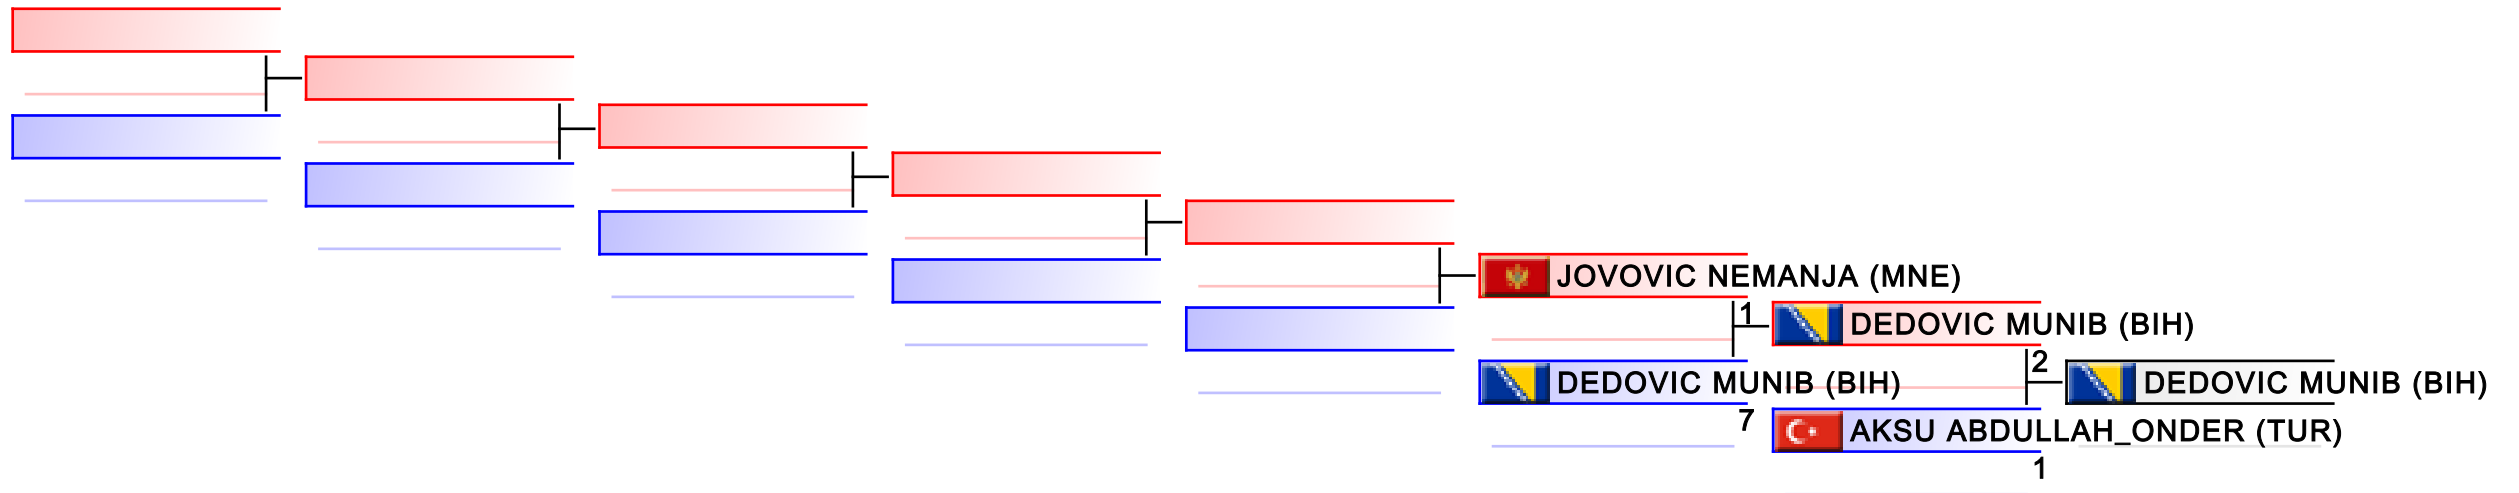 JOVOVIC NEMANJA (MNE)
1
DEDOVIC MUNIB (BIH)
2
DEDOVIC MUNIB (BIH)
DEDOVIC MUNIB (BIH)
7
AKSU ABDULLAH_ONDER (TUR)
1